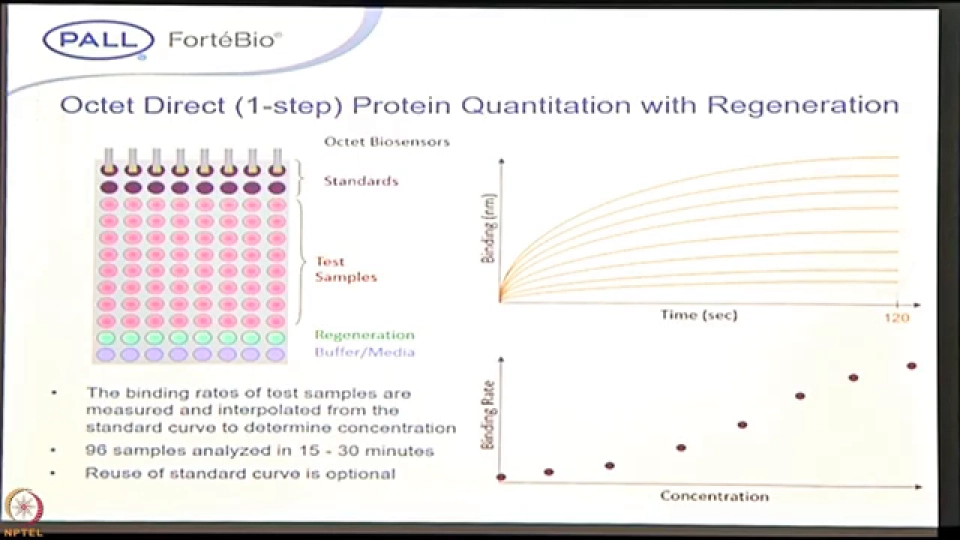 PALL FortéBio®
Octet Direct (1-step) Protein Quantitation with Regeneration
Octet Biosensors
Standards
Test
Samples
Regeneration
Buffer/Media
Binding (nm)
Time (sec)
120
Binding Rate
Concentration
• The binding rates of test samples are
measured and interpolated from the
standard curve to determine concentration
• 96 samples analyzed in 15 - 30 minutes
• Reuse of standard curve is optional
NPTEL